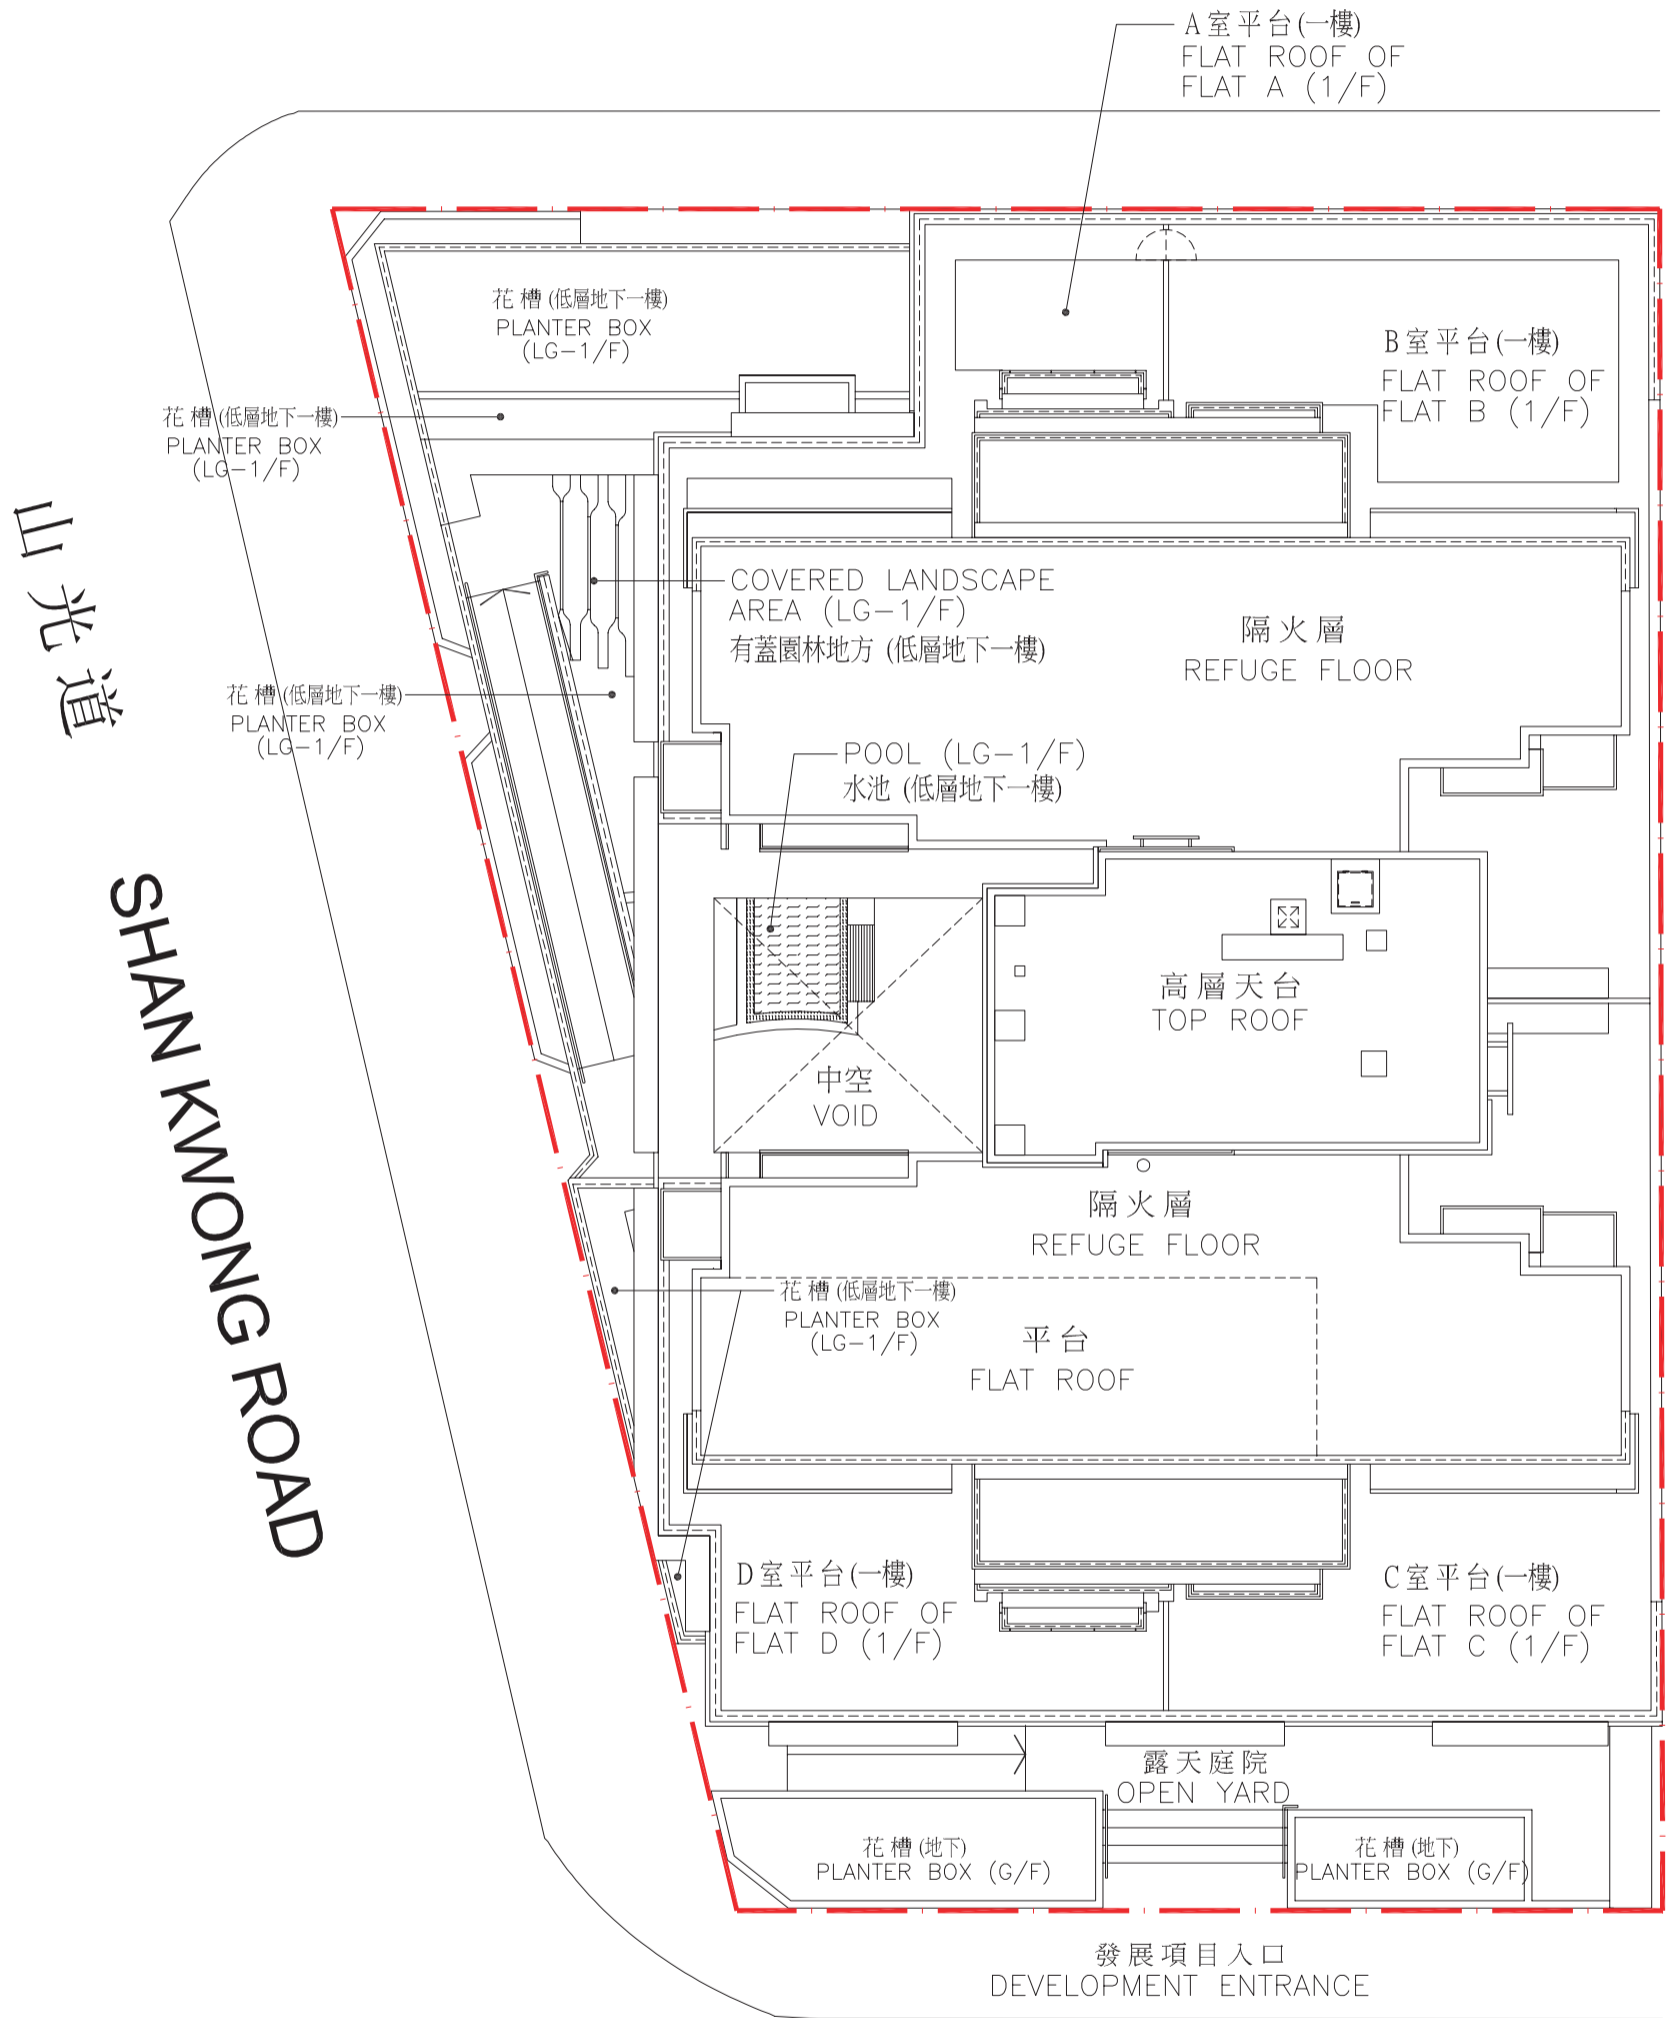 A室平台(一樓)
FLAT ROOF OF
FLAT A (1/F)
花槽(低層地下一樓)
PLANTER BOX
(LG-1/F)
B室平台(一樓)
FLAT ROOF OF
FLAT B (1/F)
花槽(低層地下一樓)
PLANTER BOX
(LG-1/F)
山光道
SHAN KWONG ROAD
COVERED LANDSCAPE
AREA (LG-1/F)
有蓋園林地方 (低層地下一樓)
隔火層
REFUGE FLOOR
花槽(低層地下一樓)
PLANTER BOX
(LG-1/F)
POOL (LG-1/F)
水池 (低層地下一樓)
高層天台
TOP ROOF
中空
VOID
隔火層
REFUGE FLOOR
花槽(低層地下一樓)
PLANTER BOX
(LG-1/F)
平台
FLAT ROOF
D室平台(一樓)
FLAT ROOF OF
FLAT D (1/F)
C室平台(一樓)
FLAT ROOF OF
FLAT C (1/F)
露天庭院
OPEN YARD
花槽(地下)
PLANTER BOX (G/F)
花槽(地下)
PLANTER BOX (G/F)
發展項目入口
DEVELOPMENT ENTRANCE